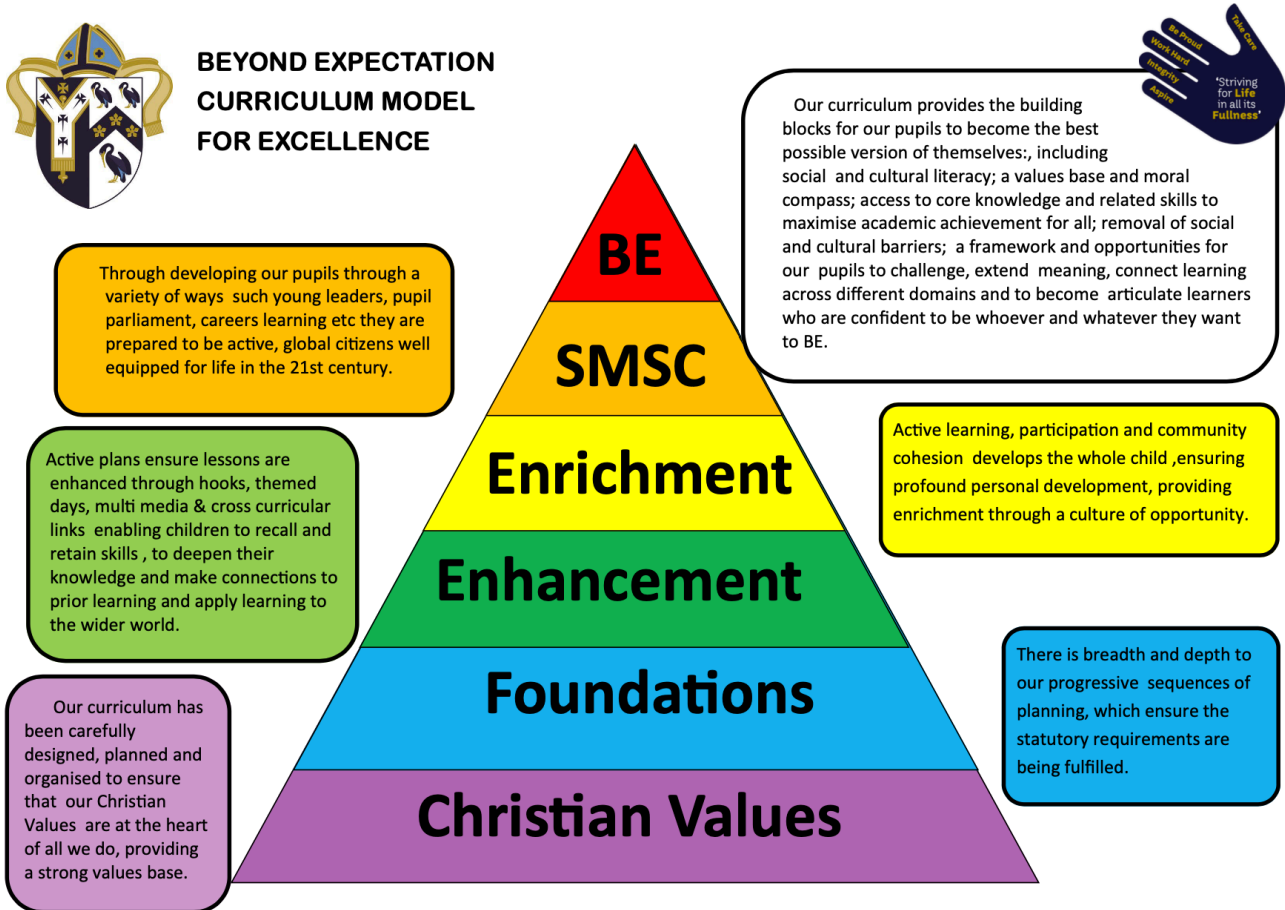 BEYOND EXPECTATION
CURRICULUM MODEL
FOR EXCELLENCE
Take Care
Be Proud
Work Hard
Integrity
Aspire
'Striving
for Life
in all its
Fullness'
Our curriculum provides the building
blocks for our pupils to become the best
possible version of themselves:, including
social and cultural literacy; a values base and moral
compass; access to core knowledge and related skills to
maximise academic achievement for all; removal of social
and cultural barriers; a framework and opportunities for
our pupils to challenge, extend meaning, connect learning
across different domains and to become articulate learners
who are confident to be whoever and whatever they want
to BE.
BE
Through developing our pupils through a
variety of ways such young leaders, pupil
parliament, careers learning etc they are
prepared to be active, global citizens well
equipped for life in the 21st century.
SMSC
Active learning, participation and community
cohesion develops the whole child ,ensuring
profound personal development, providing
enrichment through a culture of opportunity.
Enrichment
Active plans ensure lessons are
enhanced through hooks, themed
days, multi media & cross curricular
links enabling children to recall and
retain skills , to deepen their
knowledge and make connections to
prior learning and apply learning to
the wider world.
Enhancement
There is breadth and depth to
our progressive sequences of
planning, which ensure the
statutory requirements are
being fulfilled.
Foundations
Our curriculum has
been carefully
designed, planned and
organised to ensure
that our Christian
Values are at the heart
of all we do, providing
a strong values base.
Christian Values